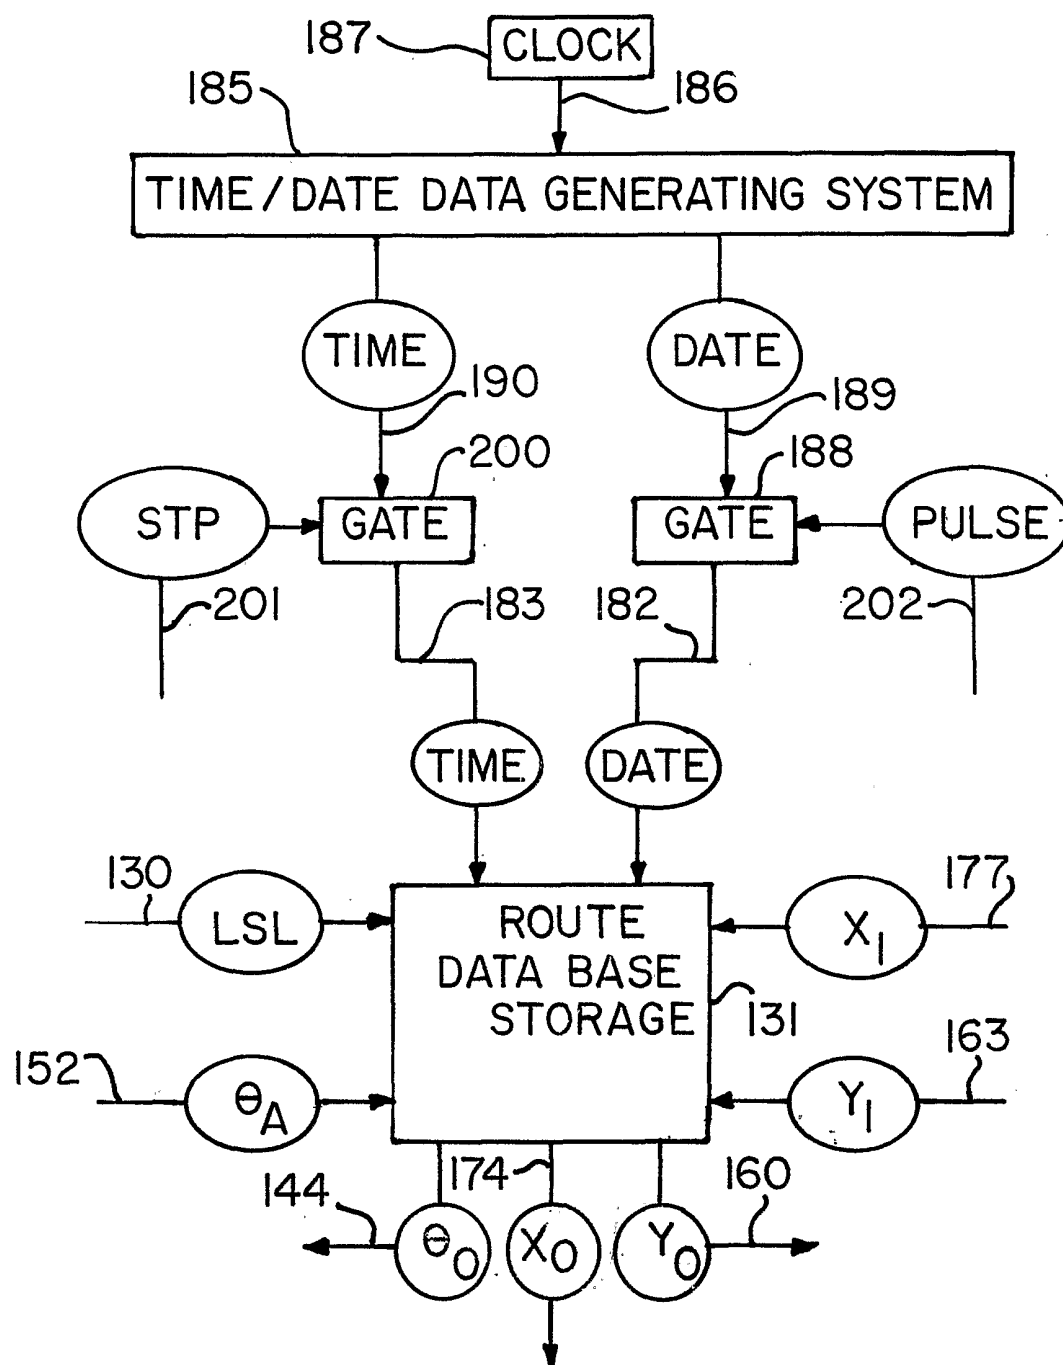 187 CLOCK
185 186
TIME/DATE DATA GENERATING SYSTEM
TIME DATE
190 189
200 188
STP GATE GATE PULSE
201 183 182 202
TIME DATE
130 LSL X1 177
ROUTE
DATA BASE
STORAGE 131
152 θA Y1 163
144 174 160
θO XO YO